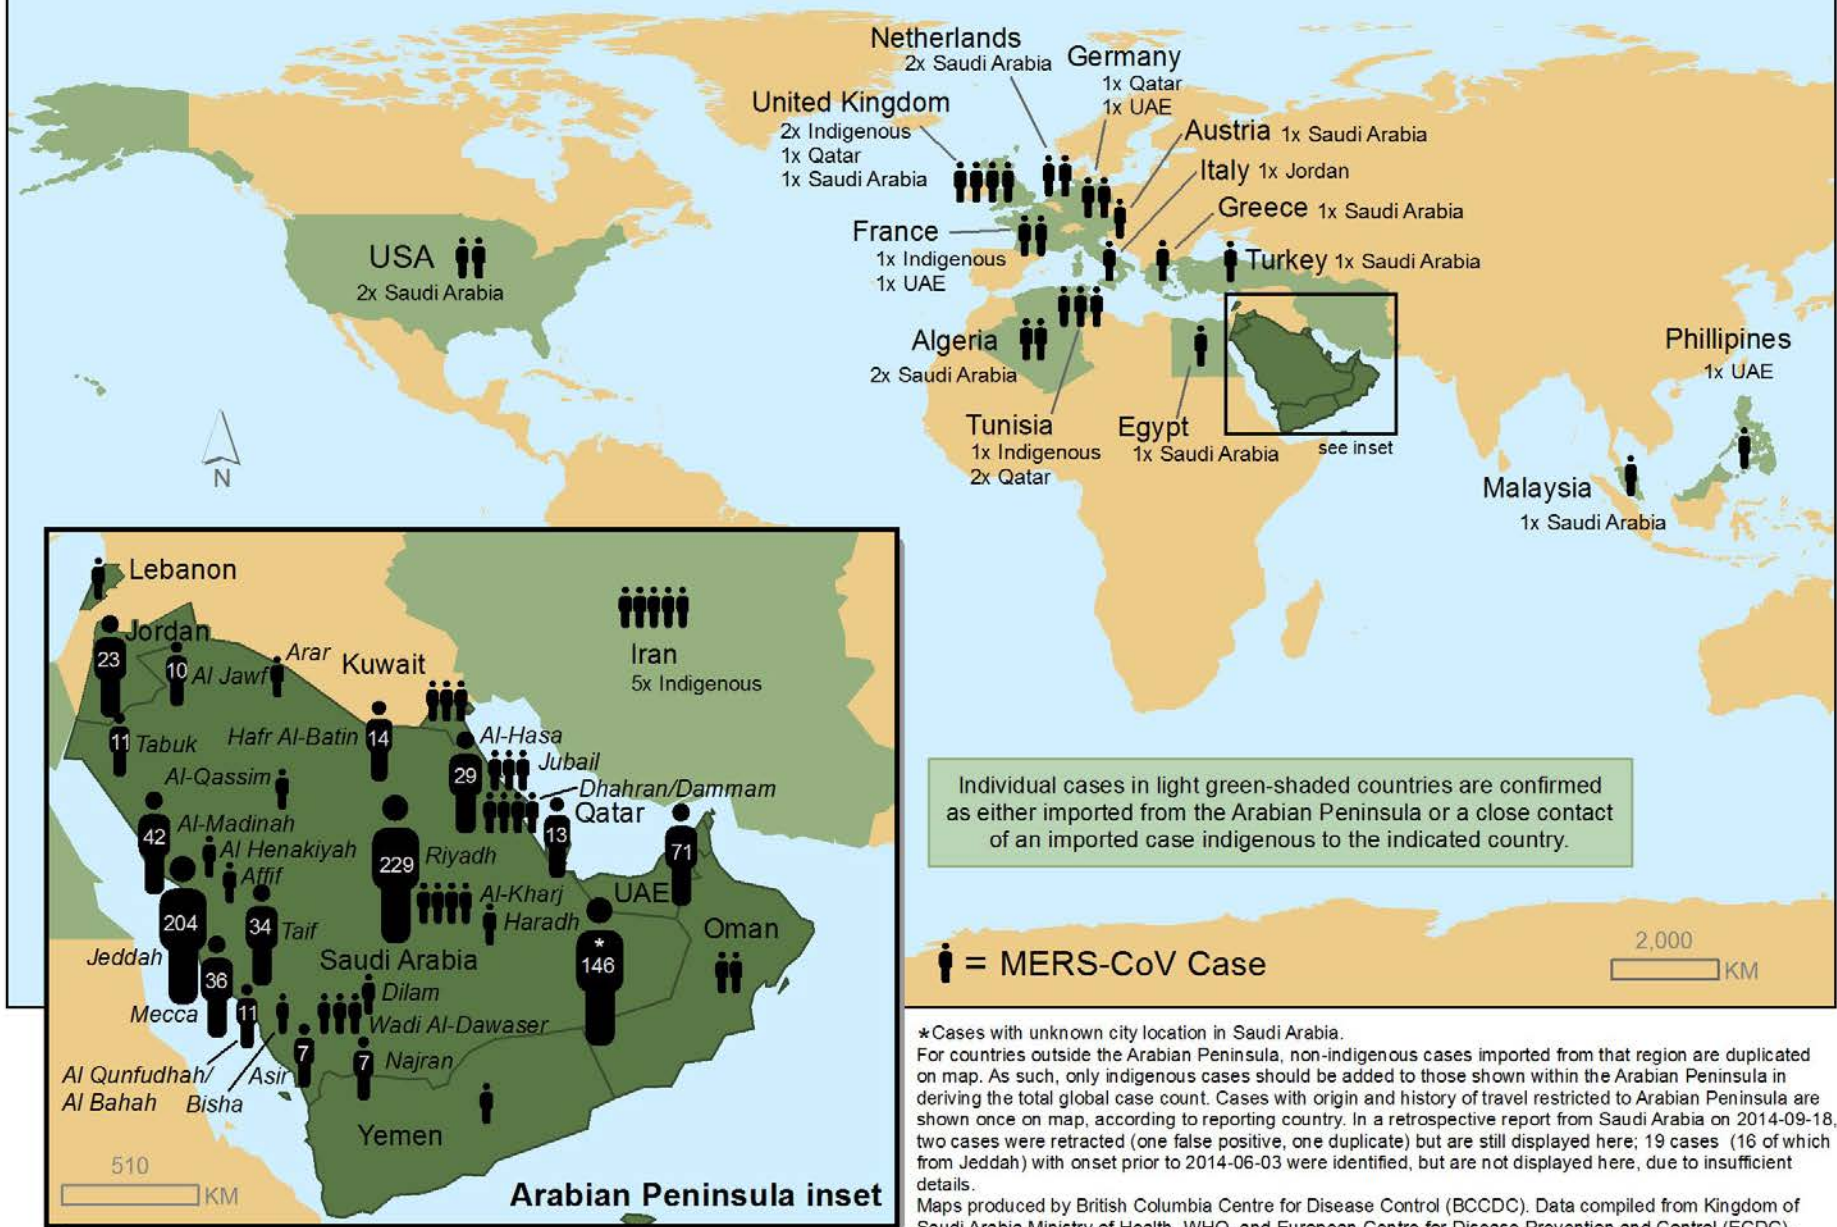 Netherlands
2x Saudi Arabia
Germany
1x Qatar
1x UAE
United Kingdom
2x Indigenous
1x Qatar
1x Saudi Arabia
Austria 1x Saudi Arabia
Italy 1x Jordan
Greece 1x Saudi Arabia
France
1x Indigenous
1x UAE
Turkey 1x Saudi Arabia
USA
2x Saudi Arabia
Algeria
2x Saudi Arabia
Phillipines
1x UAE
Tunisia
1x Indigenous
2x Qatar
Egypt
1x Saudi Arabia
see inset
Malaysia
1x Saudi Arabia
N
Lebanon
Jordan
23
10
Al Jawf
Arar
Kuwait
Iran
5x Indigenous
11
Tabuk
Hafr Al-Batin
14
Al-Hasa
29
Jubail
Al-Qassim
Dhahran/Dammam
Qatar
13
42
Al-Madinah
Al Henakiyah
Affif
229
Riyadh
71
UAE
Al-Kharj
Haradh
204
34
Taif
Jeddah
Saudi Arabia
*
146
Oman
36
Mecca
11
Dilam
Wadi Al-Dawaser
7
7
Najran
Al Qunfudhah/
Al Bahah
Bisha
Asir
Yemen
510
KM
Arabian Peninsula inset
Individual cases in light green-shaded countries are confirmed
as either imported from the Arabian Peninsula or a close contact
of an imported case indigenous to the indicated country.
= MERS-CoV Case
2,000
KM
*Cases with unknown city location in Saudi Arabia.
For countries outside the Arabian Peninsula, non-indigenous cases imported from that region are duplicated
on map. As such, only indigenous cases should be added to those shown within the Arabian Peninsula in
deriving the total global case count. Cases with origin and history of travel restricted to Arabian Peninsula are
shown once on map, according to reporting country. In a retrospective report from Saudi Arabia on 2014-09-18,
two cases were retracted (one false positive, one duplicate) but are still displayed here; 19 cases (16 of which
from Jeddah) with onset prior to 2014-06-03 were identified, but are not displayed here, due to insufficient
details.
Maps produced by British Columbia Centre for Disease Control (BCCDC). Data compiled from Kingdom of
Saudi Arabia Ministry of Health, WHO, and European Centre for Disease Prevention and Control (ECDC)